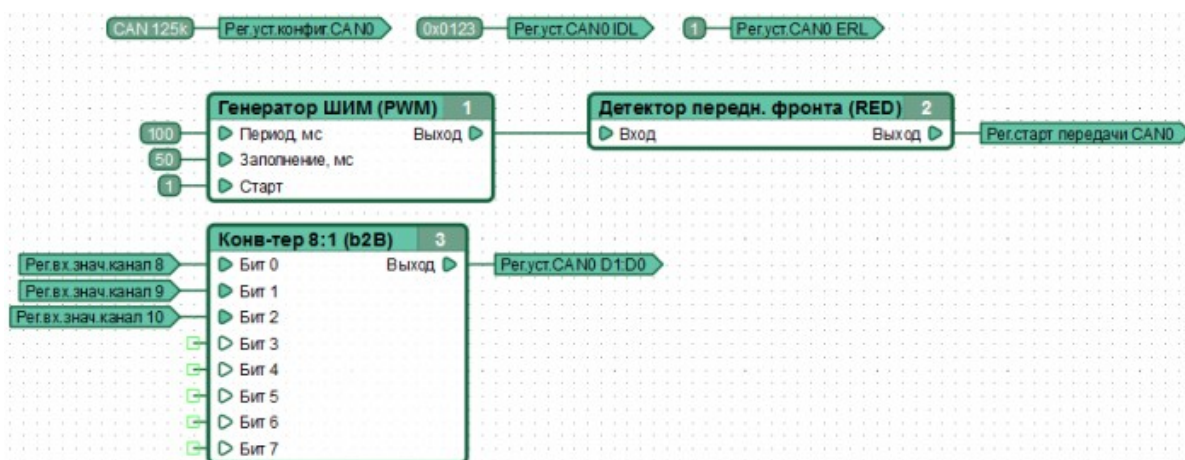 CAN 125k Рег.уст.конфиг.CAN0 0x0123 Рег.уст.CAN0 IDL 1 Рег.уст.CAN0 ERL
Генератор ШИМ (PWM) 1 Детектор передн. фронта (RED) 2
100 Период, мс Выход Вход Выход Рег.старт передачи CAN0
50 Заполнение, мс
1 Старт
Конв-тер 8:1 (b2B) 3
Рег.вх.знач.канал 8 Бит 0 Выход Рег.уст.CAN0 D1:D0
Рег.вх.знач.канал 9 Бит 1
Рег.вх.знач.канал 10 Бит 2
Бит 3
Бит 4
Бит 5
Бит 6
Бит 7